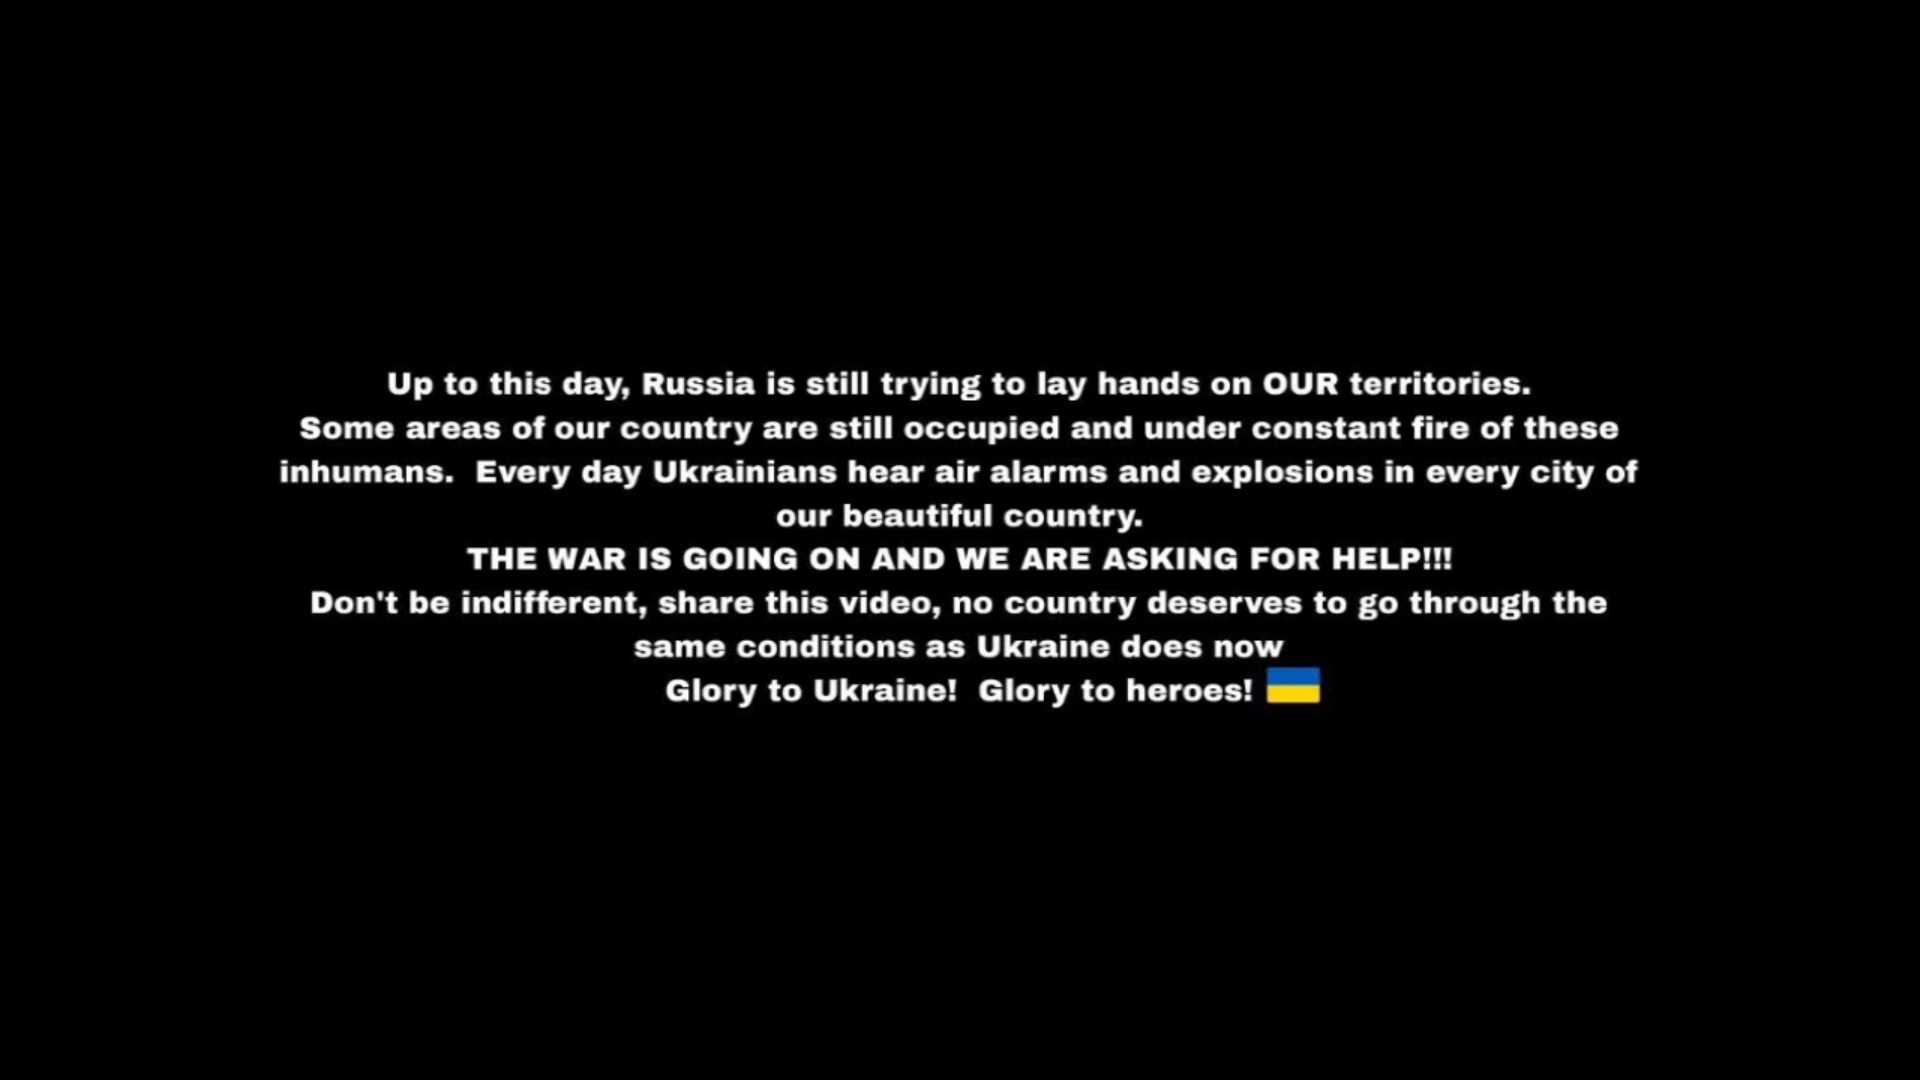 Up to this day, Russia is still trying to lay hands on OUR territories.
Some areas of our country are still occupied and under constant fire of these
inhumans.  Every day Ukrainians hear air alarms and explosions in every city of
our beautiful country.
THE WAR IS GOING ON AND WE ARE ASKING FOR HELP!!!
Don't be indifferent, share this video, no country deserves to go through the
same conditions as Ukraine does now
Glory to Ukraine!  Glory to heroes! 🇺🇦